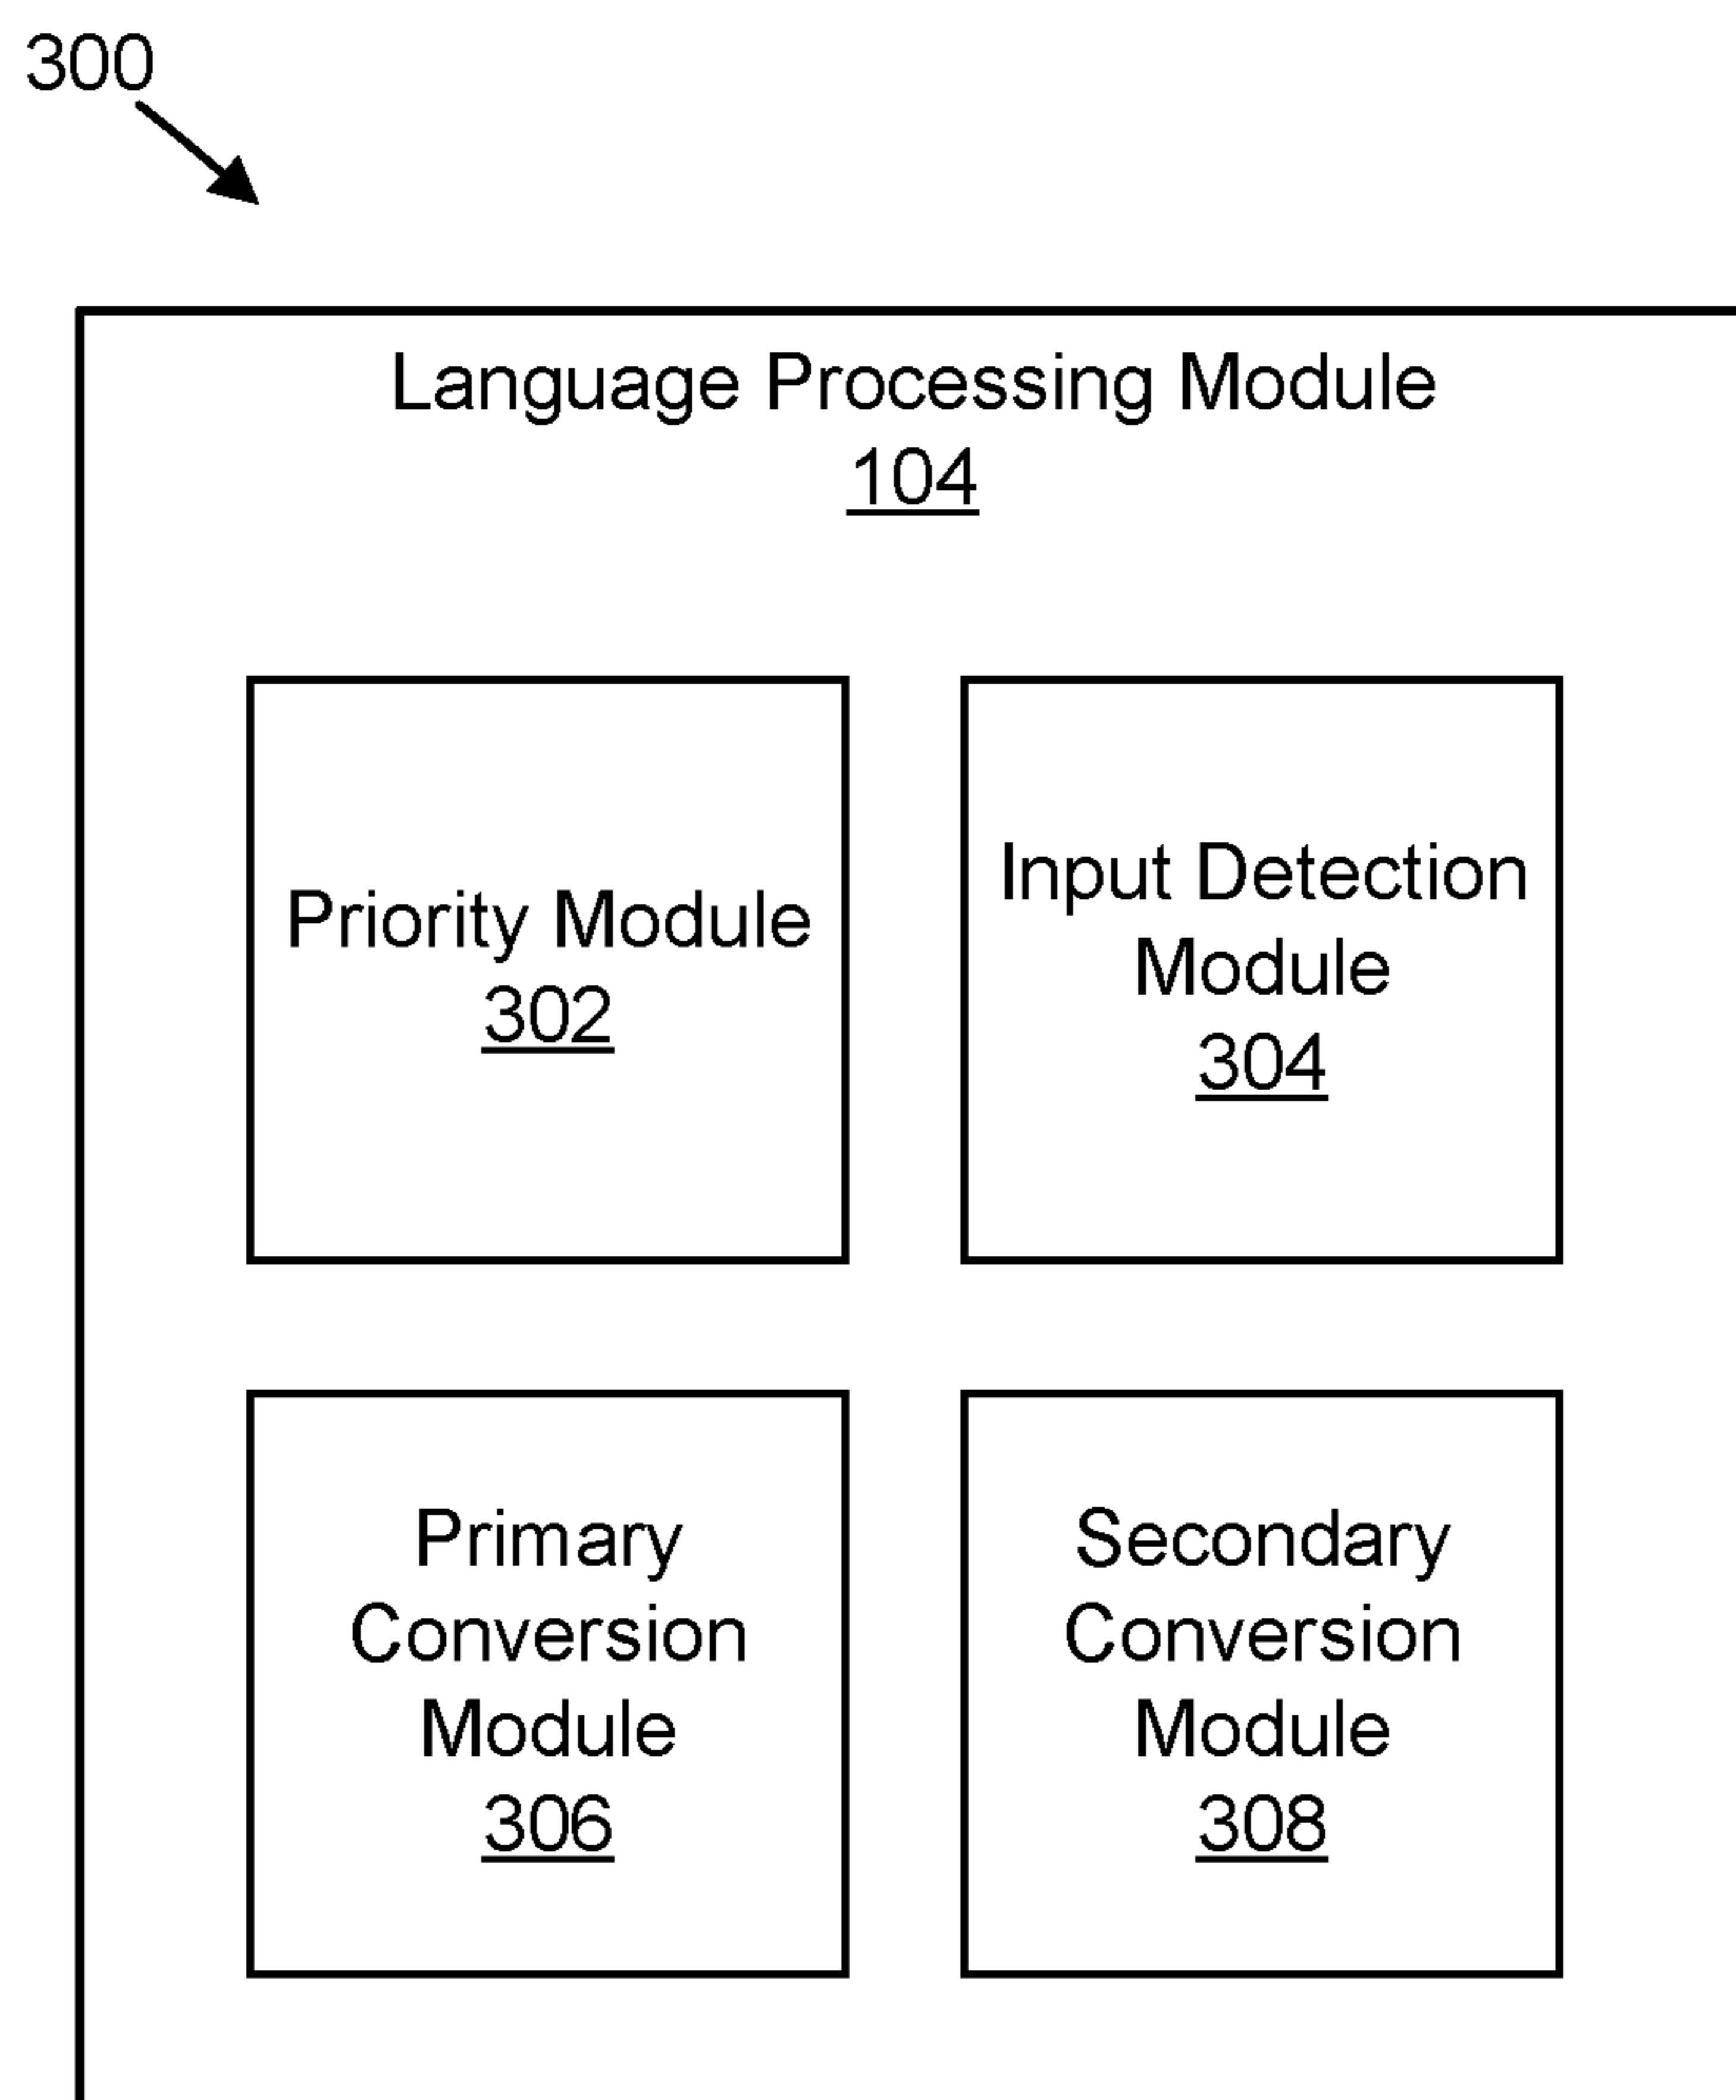 300
Language Processing Module
104
Priority Module
302
Input Detection
Module
304
Primary
Conversion
Module
306
Secondary
Conversion
Module
308